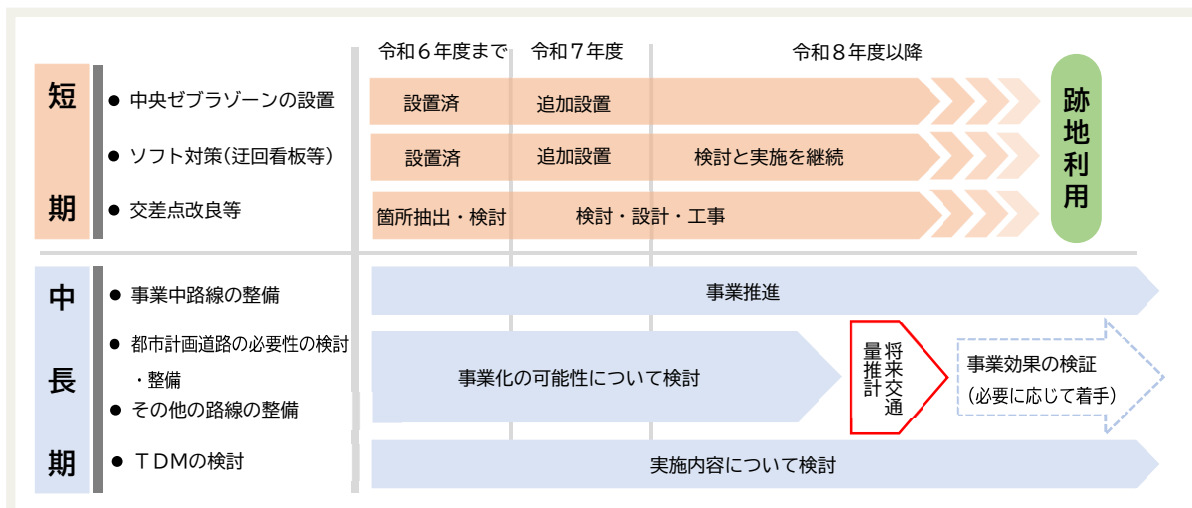 令和6年度まで
令和7年度
令和8年度以降
短期
● 中央ゼブラゾーンの設置
設置済
追加設置
● ソフト対策(迂回看板等)
設置済
追加設置
検討と実施を継続
● 交差点改良等
箇所抽出・検討
検討・設計・工事
跡地利用
中長期
● 事業中路線の整備
事業推進
● 都市計画道路の必要性の検討
・整備
● その他の路線の整備
事業化の可能性について検討
将来交通
量推計
事業効果の検証
(必要に応じて着手)
● TDMの検討
実施内容について検討